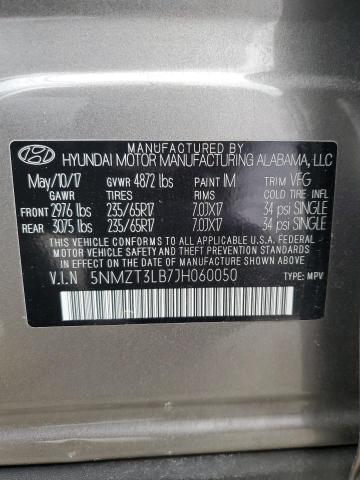 MANUFACTURED BY
HYUNDAI MOTOR MANUFACTURING ALABAMA, LLC
May/10/17 GVWR 4872 lbs PAINT IM TRIM VFG
GAWR TIRES RIMS COLD TIRE INFL
FRONT 2976 lbs 235/65R17 7.0JX17 34 psi SINGLE
REAR 3075 lbs 235/65R17 7.0JX17 34 psi SINGLE
THIS VEHICLE CONFORMS TO ALL APPLICABLE U.S. FEDERAL MOTOR VEHICLE
SAFETY AND THEFT PREVENTION STANDARDS IN EFFECT ON THE DATE OF
MANUFACTURE SHOWN ABOVE.
V.I.N 5NMZT3LB7JH060050 TYPE: MPV